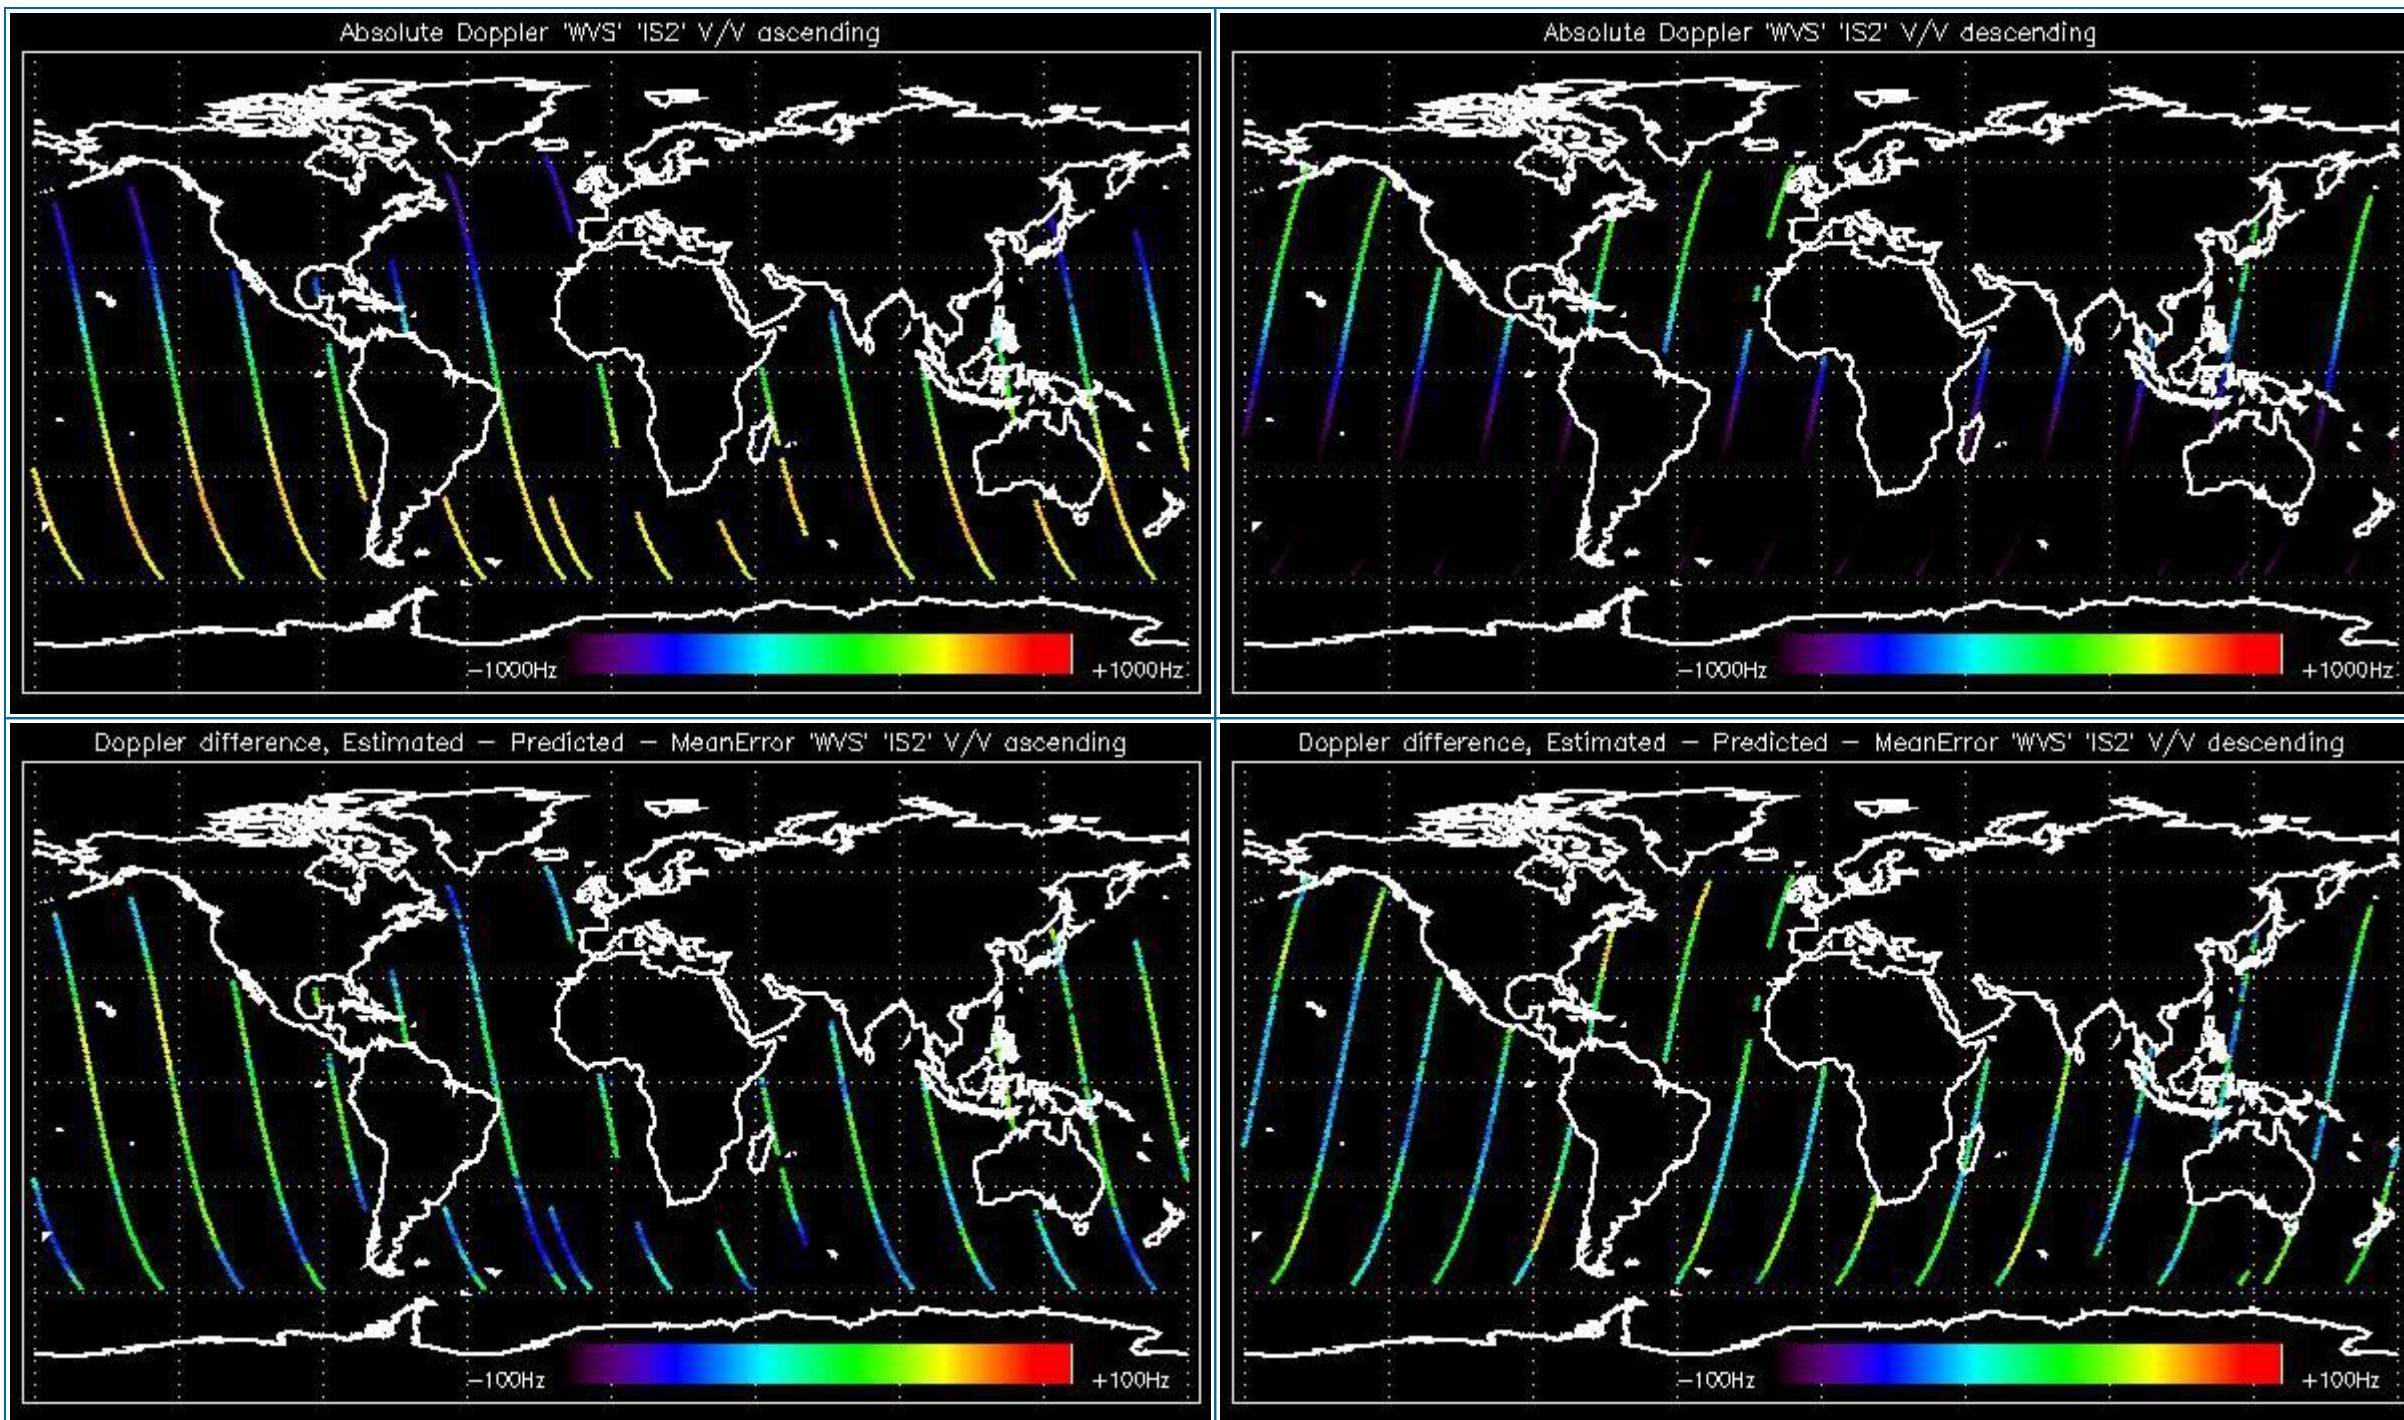 Absolute Doppler 'WVS' 'IS2' V/V ascending
−1000Hz +1000Hz
Absolute Doppler 'WVS' 'IS2' V/V descending
−1000Hz +1000Hz
Doppler difference, Estimated − Predicted − MeanError 'WVS' 'IS2' V/V ascending
−100Hz +100Hz
Doppler difference, Estimated − Predicted − MeanError 'WVS' 'IS2' V/V descending
−100Hz +100Hz